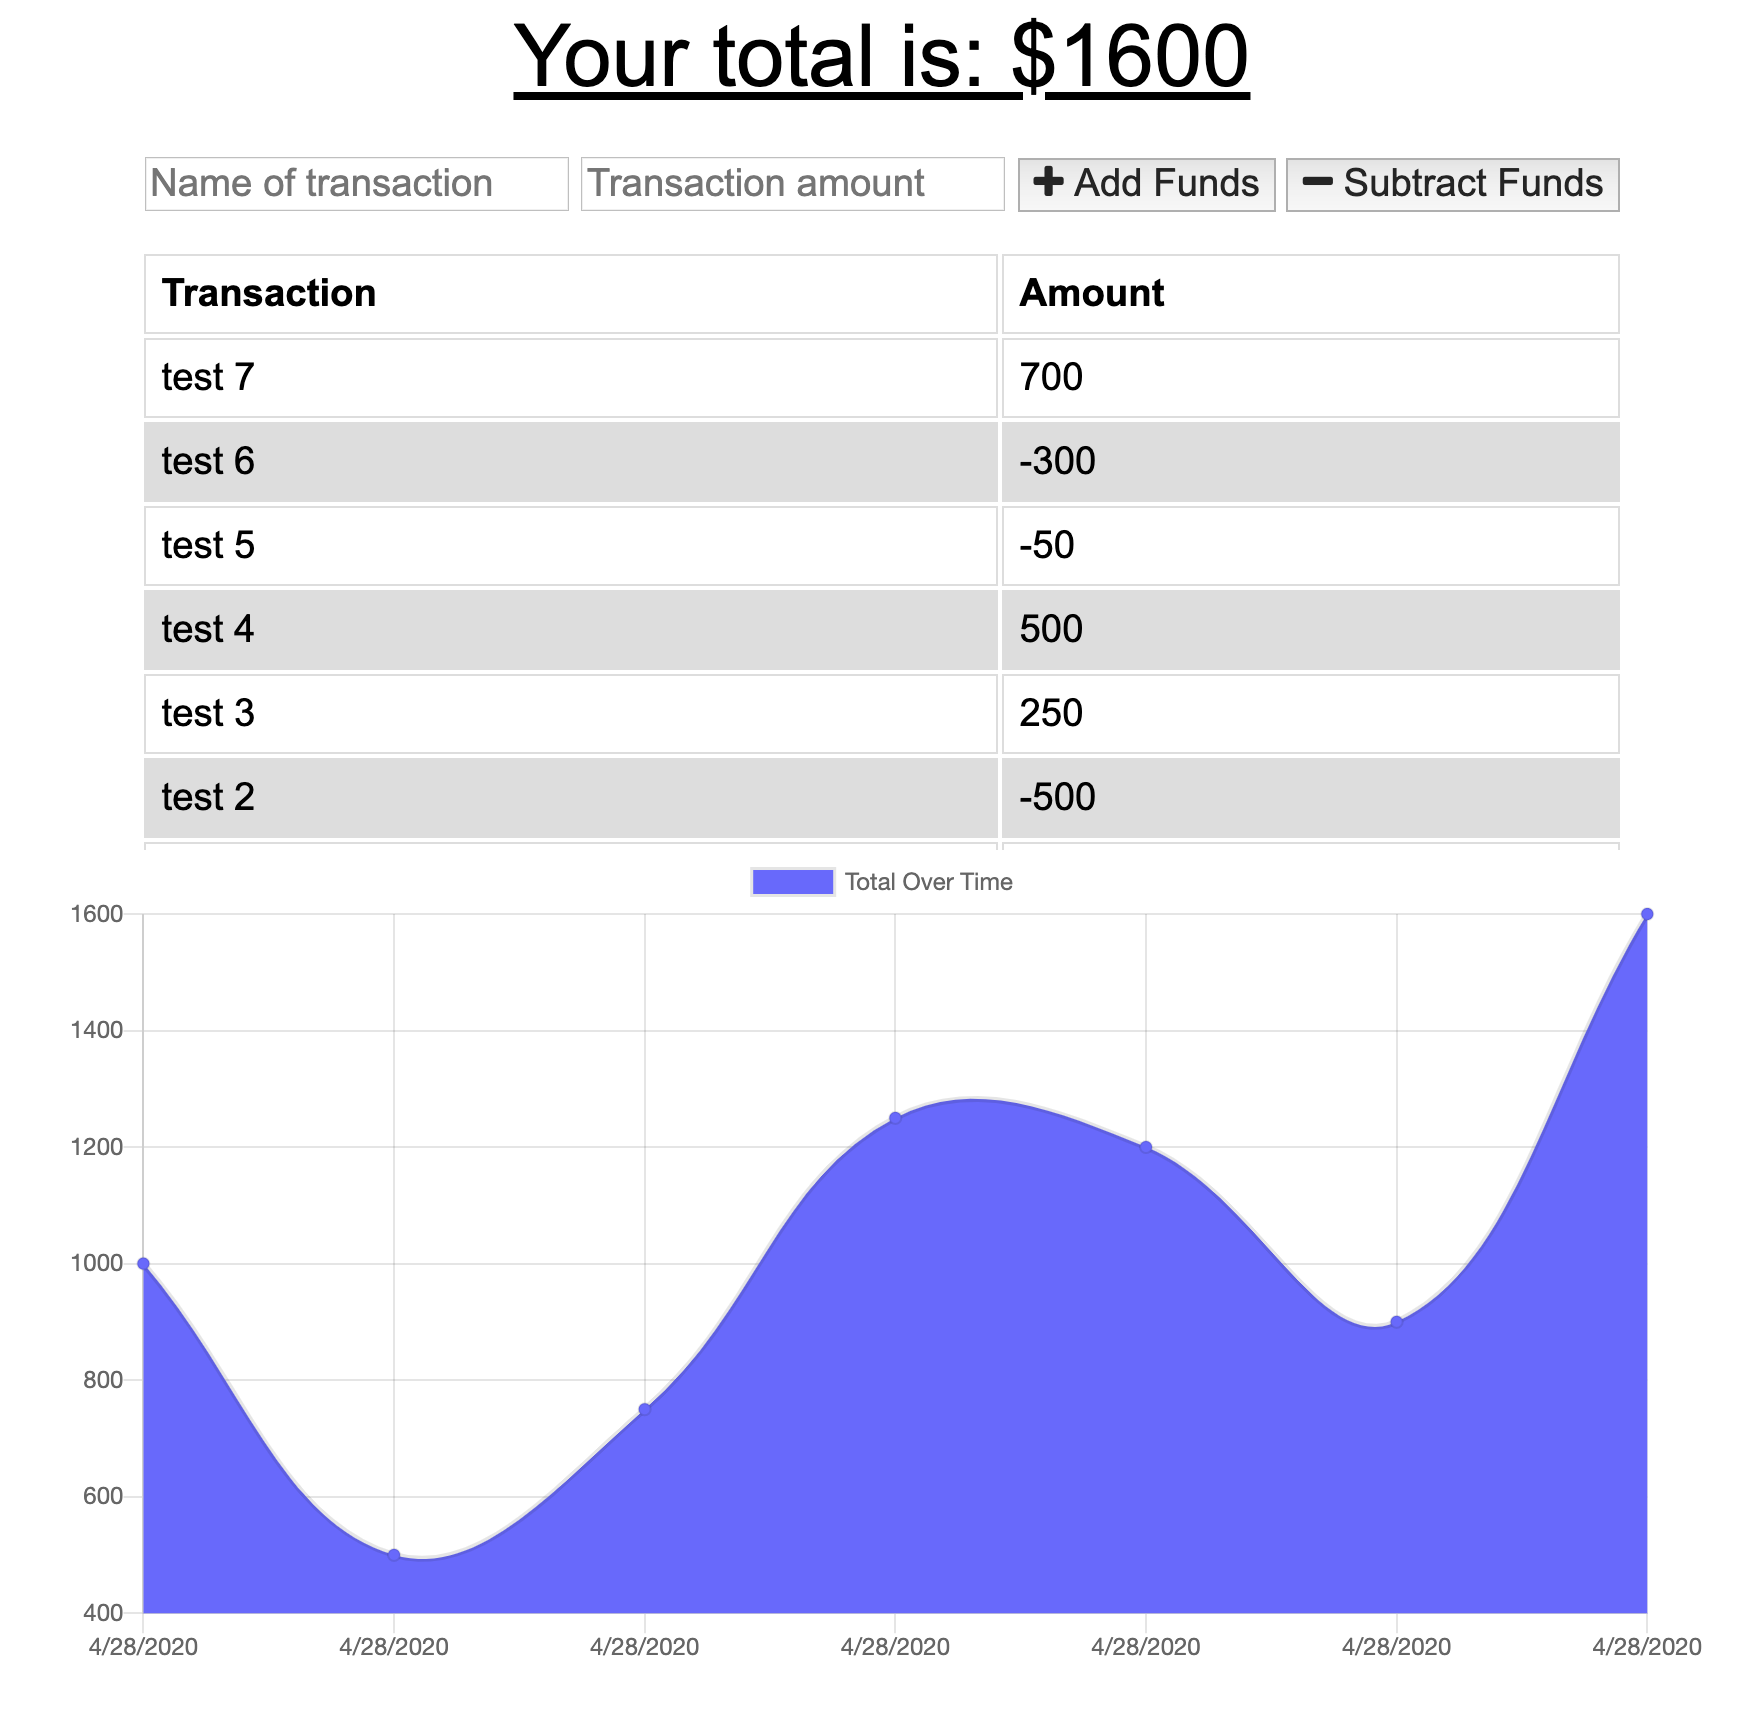 Your total is: $1600
Name of transaction Transaction amount Add Funds Subtract Funds
Transaction Amount
test 7 700
test 6 -300
test 5 -50
test 4 500
test 3 250
test 2 -500
Total Over Time
1600
1400
1200
1000
800
600
400
4/28/2020 4/28/2020 4/28/2020 4/28/2020 4/28/2020 4/28/2020 4/28/2020